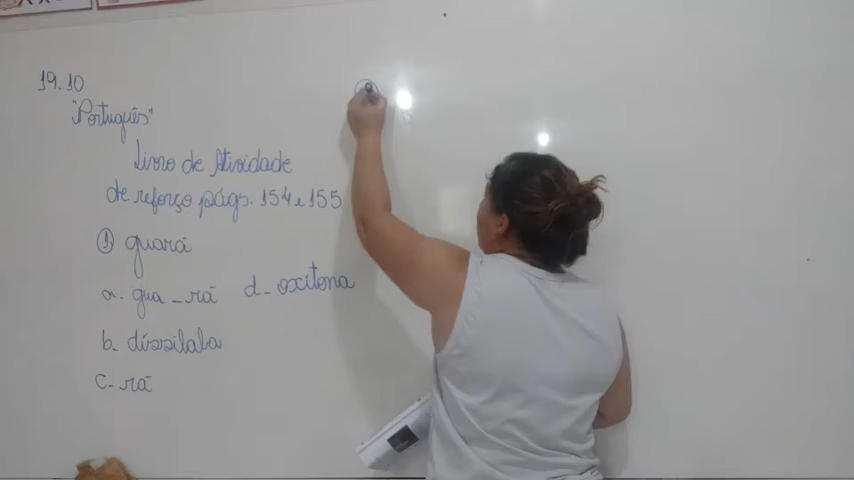 19.10
"Português"
Livro de Atividade
de reforço págs. 154 e 155
① guará
a- gua - rá
d- oxítona
b- dissílaba
c- rá